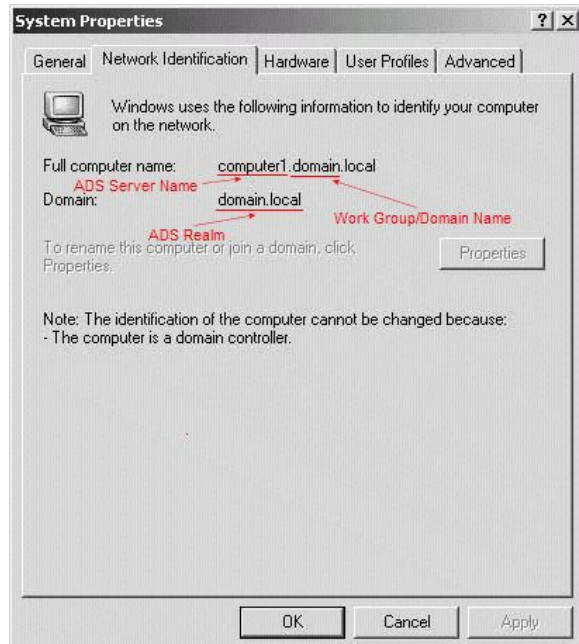 System Properties
? ×
General Network Identification Hardware User Profiles Advanced
Windows uses the following information to identify your computer
on the network.
Full computer name: computer1.domain.local
ADS Server Name
Domain: domain.local
Work Group/Domain Name
ADS Realm
To rename this computer or join a domain, click
Properties.
Properties
Note: The identification of the computer cannot be changed because:
- The computer is a domain controller.
OK Cancel Apply